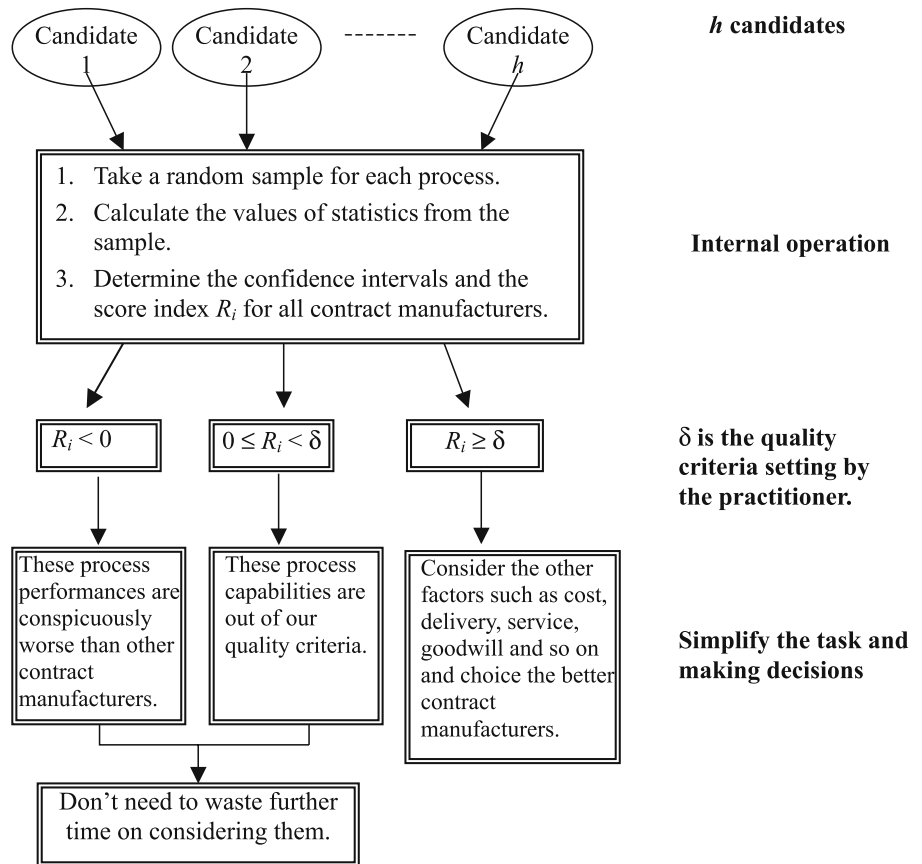 Candidate
1
Candidate
2
Candidate
h
h candidates
1. Take a random sample for each process.
2. Calculate the values of statistics from the
sample.
3. Determine the confidence intervals and the
score index Ri for all contract manufacturers.
Internal operation
Ri < 0
0 ≤ Ri < δ
Ri ≥ δ
δ is the quality
criteria setting by
the practitioner.
These process
performances are
conspicuously
worse than other
contract
manufacturers.
These process
capabilities are
out of our
quality criteria.
Consider the other
factors such as cost,
delivery, service,
goodwill and so on
and choice the better
contract
manufacturers.
Simplify the task and
making decisions
Don't need to waste further
time on considering them.